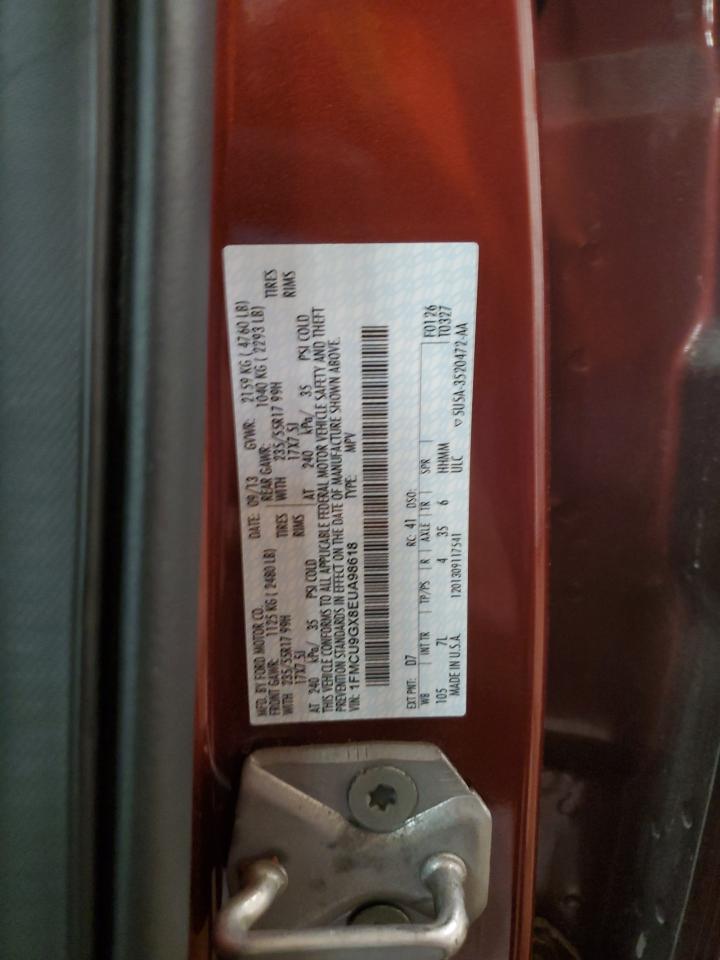 MFD. BY FORD MOTOR CO. DATE: 09/13 GVWR: 2159 KG ( 4760 LB)
FRONT GAWR: 1125 KG ( 2480 LB) REAR GAWR: 1040 KG ( 2293 LB)
WITH 235/55R17 99H TIRES WITH 235/55R17 99H TIRES
17X7.5J RIMS 17X7.5J RIMS
AT 240 kPa/ 35 PSI COLD AT 240 kPa/ 35 PSI COLD
THIS VEHICLE CONFORMS TO ALL APPLICABLE FEDERAL MOTOR VEHICLE SAFETY AND THEFT
PREVENTION STANDARDS IN EFFECT ON THE DATE OF MANUFACTURE SHOWN ABOVE.
VIN: 1FMCU9GX8EUA98618 TYPE: MPV
EXT PNT: D7 RC: 41 DSO: F0126
WB INT TR TP/PS R AXLE TR SPR T0327
105 7L 4 35 6 HHMM
MADE IN U.S.A. 1201309117541 ULC
▽ 5U5A-3520472-AA